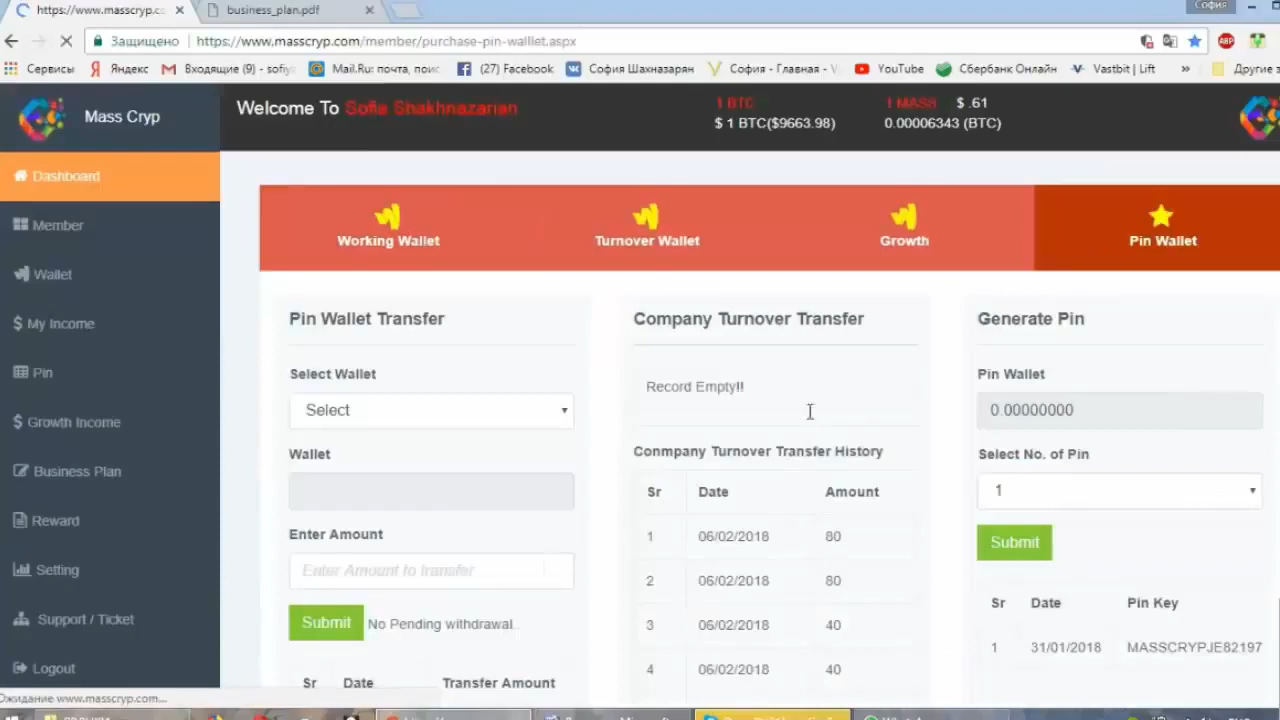 https://www.masscryp.c
business_plan.pdf
София
Защищено
https://www.masscryp.com/member/purchase-pin-walllet.aspx
ABP
Сервисы
Яндекс
Входящие (9) - sofiy
Mail.Ru: почта, поис
(27) Facebook
София Шахназарян
София - Главная - V
YouTube
Сбербанк Онлайн
Vastbit | Lift
»
Другие з
Mass Cryp
Welcome To Sofia Shakhnazarian
1 BTC
$ 1 BTC($9663.98)
1 MASS $ .61
0.00006343 (BTC)
Dashboard
Member
Wallet
$ My Income
Pin
$ Growth Income
Business Plan
Reward
Setting
Support / Ticket
Logout
Working Wallet
Turnover Wallet
Growth
Pin Wallet
Pin Wallet Transfer
Select Wallet
Select
Wallet
Enter Amount
Enter Amount to transfer
Submit
No Pending withdrawal.
Sr Date Transfer Amount
Company Turnover Transfer
Record Empty!!
Conmpany Turnover Transfer History
Sr Date Amount
1 06/02/2018 80
2 06/02/2018 80
3 06/02/2018 40
4 06/02/2018 40
Generate Pin
Pin Wallet
0.00000000
Select No. of Pin
1
Submit
Sr Date Pin Key
1 31/01/2018 MASSCRYPJE82197
Ожидание www.masscryp.com...